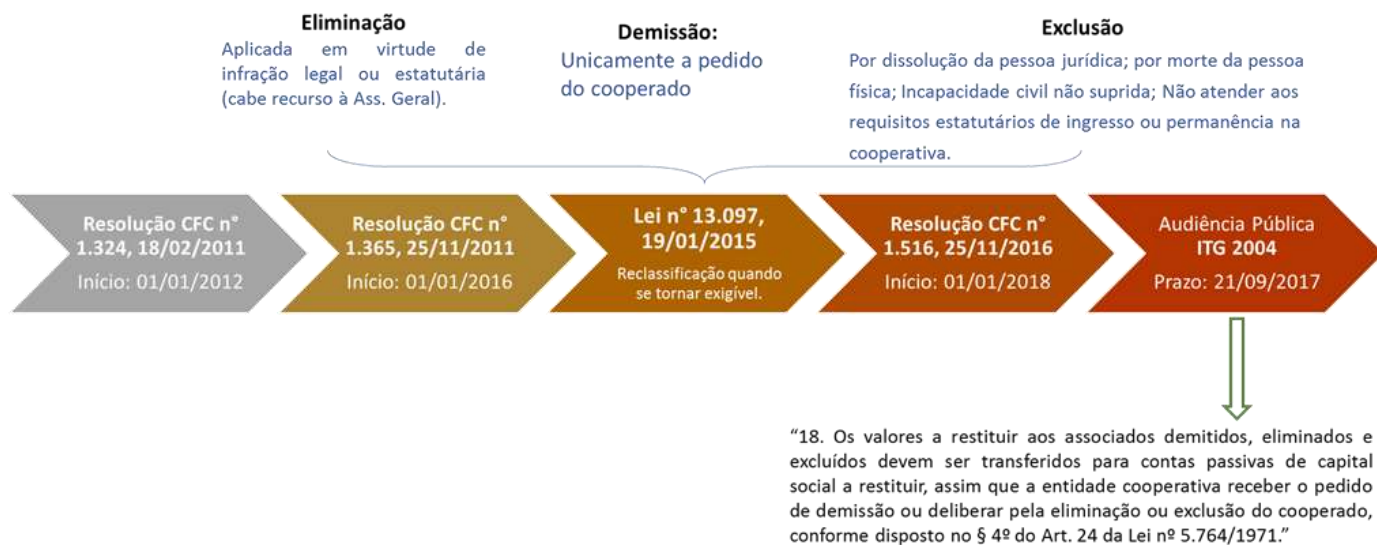 Eliminação
Aplicada em virtude de
infração legal ou estatutária
(cabe recurso à Ass. Geral).
Demissão:
Unicamente a pedido
do cooperado
Exclusão
Por dissolução da pessoa jurídica; por morte da pessoa
física; Incapacidade civil não suprida; Não atender aos
requisitos estatutários de ingresso ou permanência na
cooperativa.
Resolução CFC n°
1.324, 18/02/2011
Início: 01/01/2012
Resolução CFC n°
1.365, 25/11/2011
Início: 01/01/2016
Lei n° 13.097,
19/01/2015
Reclassificação quando
se tornar exigível.
Resolução CFC n°
1.516, 25/11/2016
Início: 01/01/2018
Audiência Pública
ITG 2004
Prazo: 21/09/2017
“18. Os valores a restituir aos associados demitidos, eliminados e
excluídos devem ser transferidos para contas passivas de capital
social a restituir, assim que a entidade cooperativa receber o pedido
de demissão ou deliberar pela eliminação ou exclusão do cooperado,
conforme disposto no § 4º do Art. 24 da Lei nº 5.764/1971.”